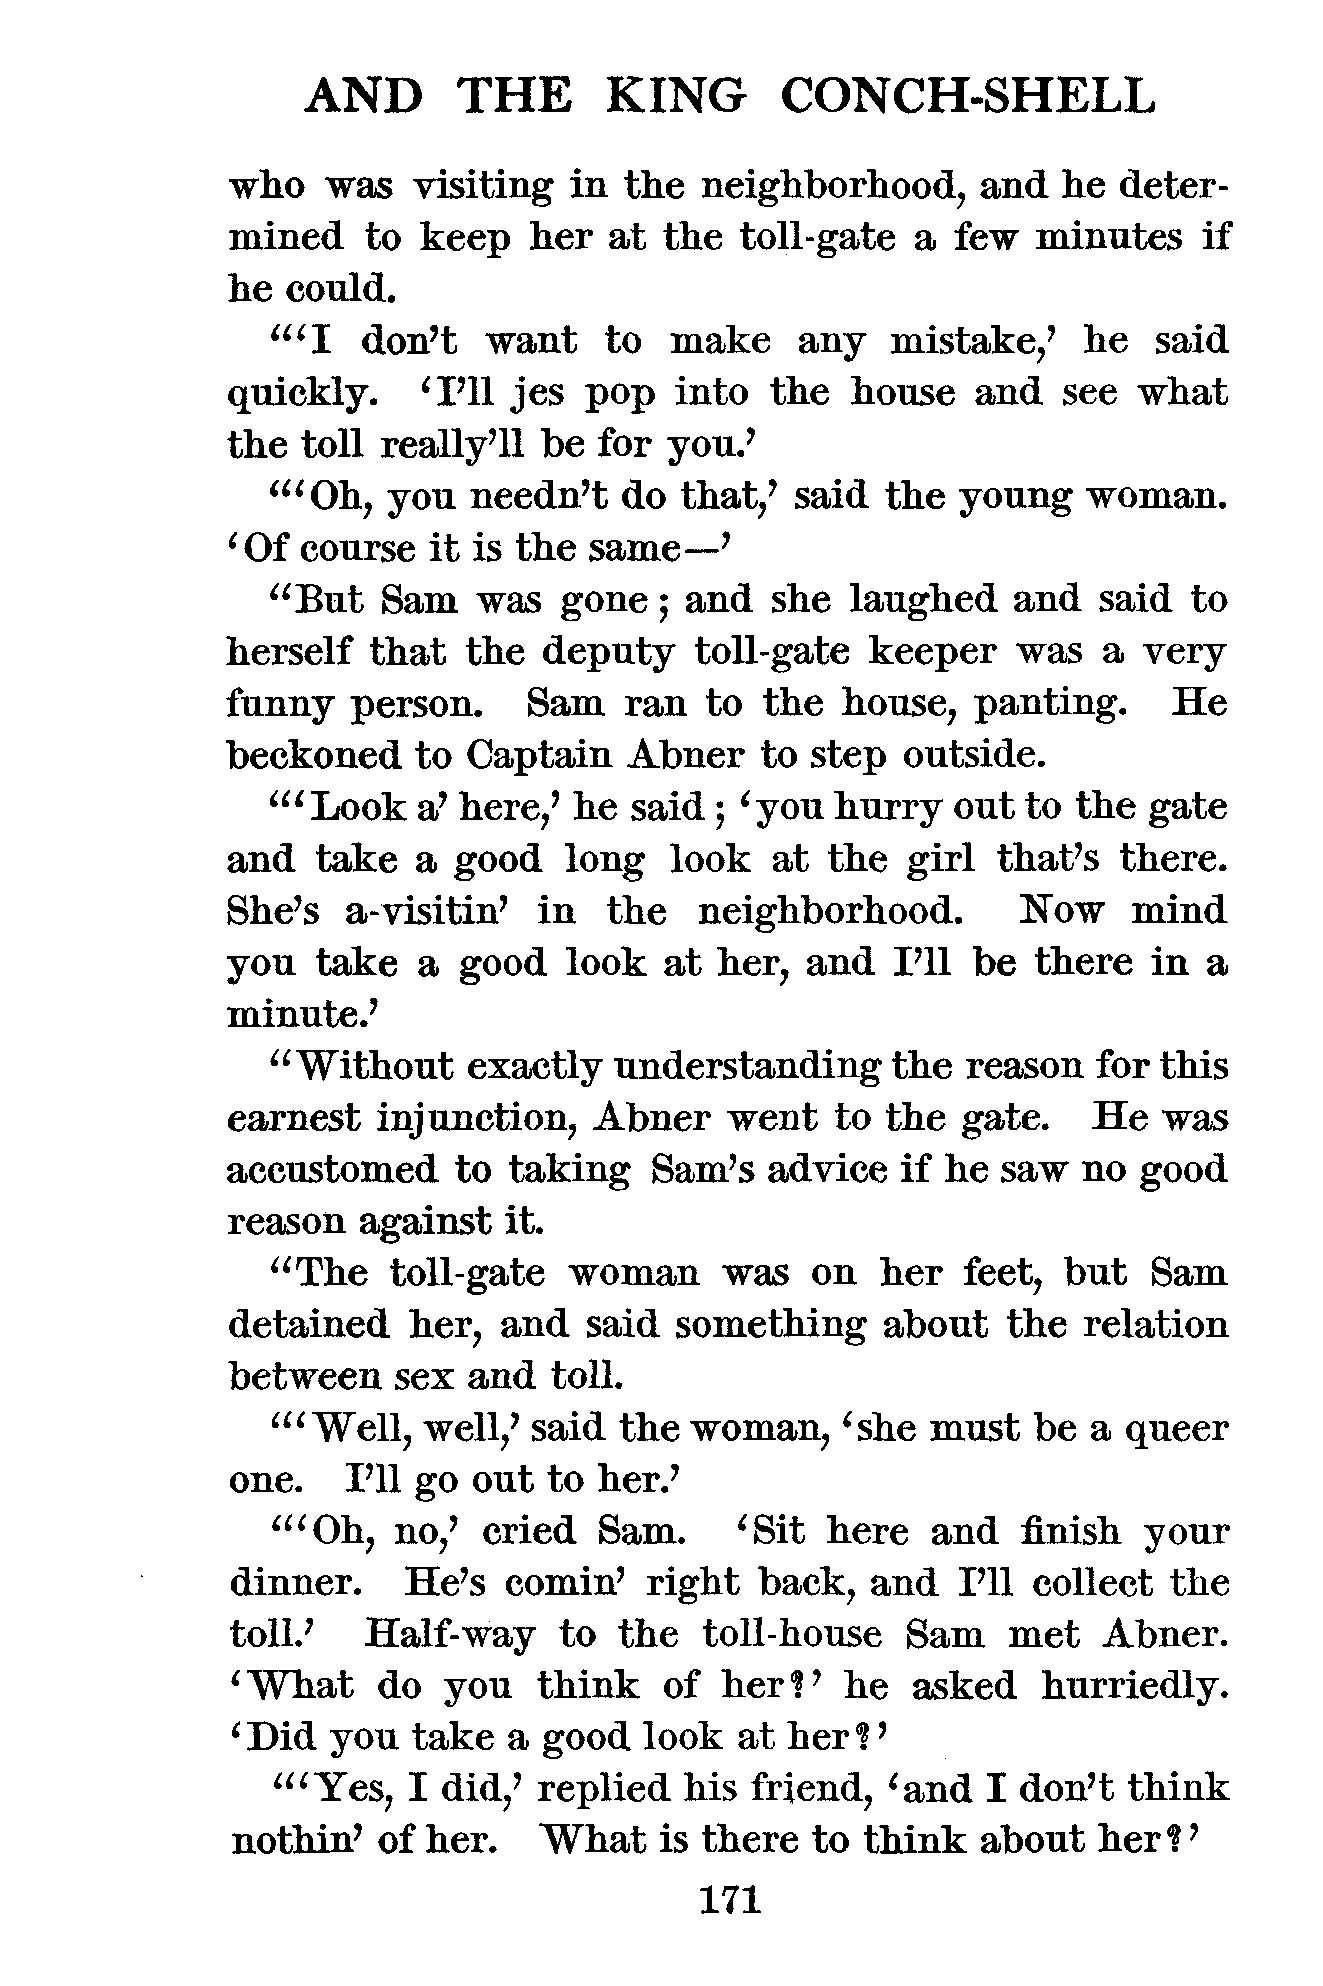 AND THE KING CONCH-SHELL
who was visiting in the neighborhood, and he deter-
mined to keep her at the toll-gate a few minutes if
he could.
“‘I don’t want to make any mistake,’ he said
quickly. ‘I’ll jes pop into the house and see what
the toll really’ll be for you.’
“‘Oh, you needn’t do that,’ said the young woman.
‘Of course it is the same—’
“But Sam was gone; and she laughed and said to
herself that the deputy toll-gate keeper was a very
funny person. Sam ran to the house, panting. He
beckoned to Captain Abner to step outside.
“‘Look a’ here,’ he said; ‘you hurry out to the gate
and take a good long look at the girl that’s there.
She’s a-visitin’ in the neighborhood. Now mind
you take a good look at her, and I’ll be there in a
minute.’
“Without exactly understanding the reason for this
earnest injunction, Abner went to the gate. He was
accustomed to taking Sam’s advice if he saw no good
reason against it.
“The toll-gate woman was on her feet, but Sam
detained her, and said something about the relation
between sex and toll.
“‘Well, well,’ said the woman, ‘she must be a queer
one. I’ll go out to her.’
“‘Oh, no,’ cried Sam. ‘Sit here and finish your
dinner. He’s comin’ right back, and I’ll collect the
toll.’ Half-way to the toll-house Sam met Abner.
‘What do you think of her?’ he asked hurriedly.
‘Did you take a good look at her?’
“‘Yes, I did,’ replied his friend, ‘and I don’t think
nothin’ of her. What is there to think about her?’
171